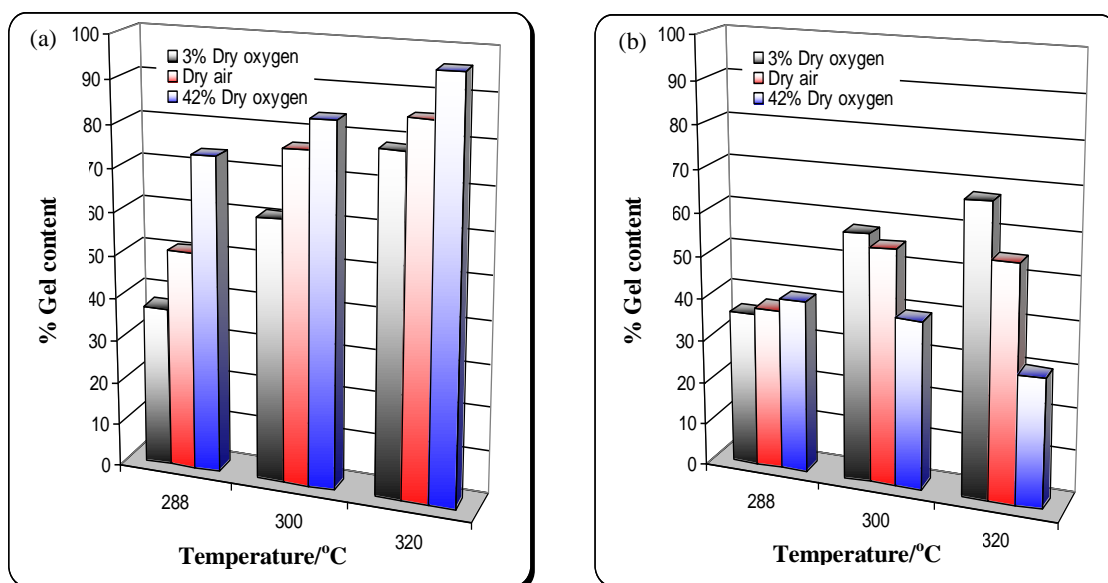 (a)
100
90
80
70
60
50
40
30
20
10
0
% Gel content
3% Dry oxygen
Dry air
42% Dry oxygen
288
300
320
Temperature/°C
(b)
100
90
80
70
60
50
40
30
20
10
0
% Gel content
3% Dry oxygen
Dry air
42% Dry oxygen
288
300
320
Temperature/°C